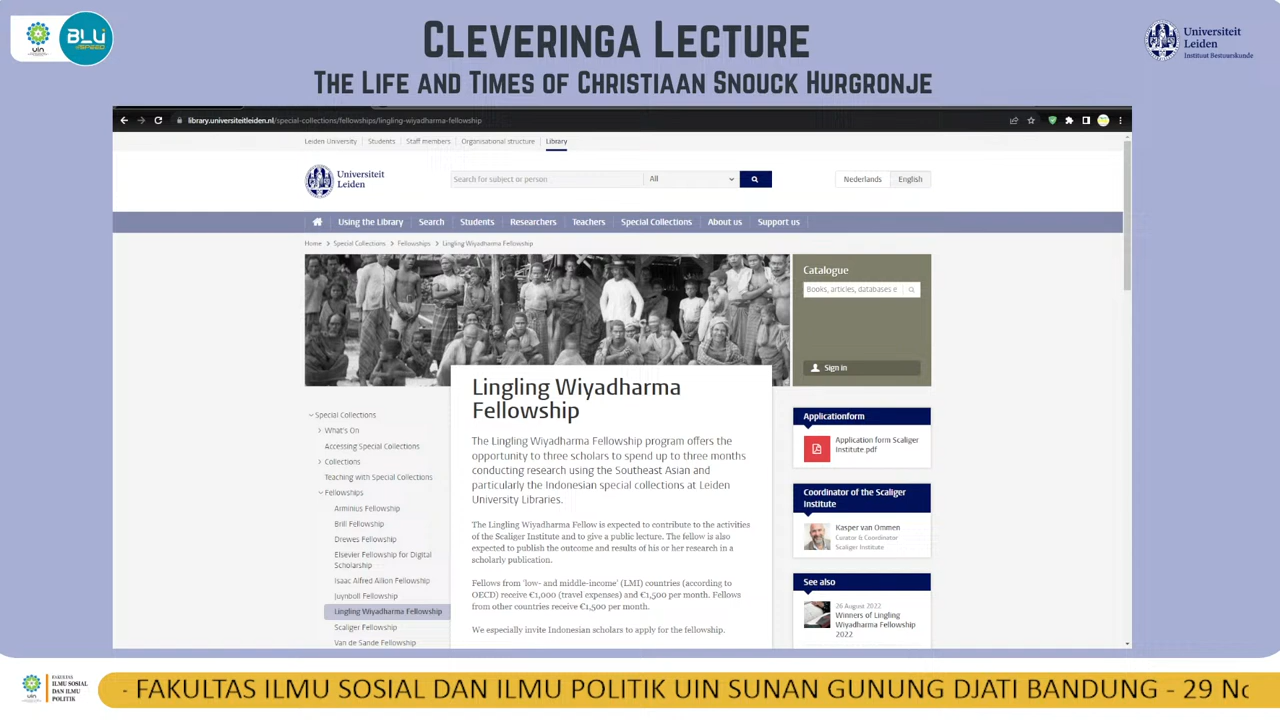 uin
BLU
SPEED
CLEVERINGA LECTURE
THE LIFE AND TIMES OF CHRISTIAAN SNOUCK HURGRONJE
Universiteit
Leiden
Instituut Bestuurskunde
library.universiteitleiden.nl/special-collections/fellowships/lingling-wiyadharma-fellowship
Leiden University Students Staff members Organisational structure Library
Universiteit
Leiden
Search for subject or person
All
Nederlands English
Using the Library Search Students Researchers Teachers Special Collections About us Support us
Home > Special Collections > Fellowships > Lingling Wiyadharma Fellowship
Catalogue
Books, articles, databases e
Sign in
Special Collections
What's On
Accessing Special Collections
Collections
Teaching with Special Collections
Fellowships
Arminius Fellowship
Brill Fellowship
Drewes Fellowship
Elsevier Fellowship for Digital
Scholarship
Isaac Alfred Ailion Fellowship
Juynboll Fellowship
Lingling Wiyadharma Fellowship
Scaliger Fellowship
Van de Sande Fellowship
Lingling Wiyadharma
Fellowship
The Lingling Wiyadharma Fellowship program offers the
opportunity to three scholars to spend up to three months
conducting research using the Southeast Asian and
particularly the Indonesian special collections at Leiden
University Libraries.
The Lingling Wiyadharma Fellow is expected to contribute to the activities
of the Scaliger Institute and to give a public lecture. The fellow is also
expected to publish the outcome and results of his or her research in a
scholarly publication.
Fellows from 'low- and middle-income' (LMI) countries (according to
OECD) receive €1,000 (travel expenses) and €1,500 per month. Fellows
from other countries receive €1,500 per month.
We especially invite Indonesian scholars to apply for the fellowship.
Applicationform
Application form Scaliger
Institute pdf
Coordinator of the Scaliger
Institute
Kasper van Ommen
Curator & Coordinator
Scaliger Institute
See also
26 August 2022
Winners of Lingling
Wiyadharma Fellowship
2022
uin
FAKULTAS
ILMU SOSIAL
DAN ILMU
POLITIK
- FAKULTAS ILMU SOSIAL DAN ILMU POLITIK UIN SUNAN GUNUNG DJATI BANDUNG - 29 No